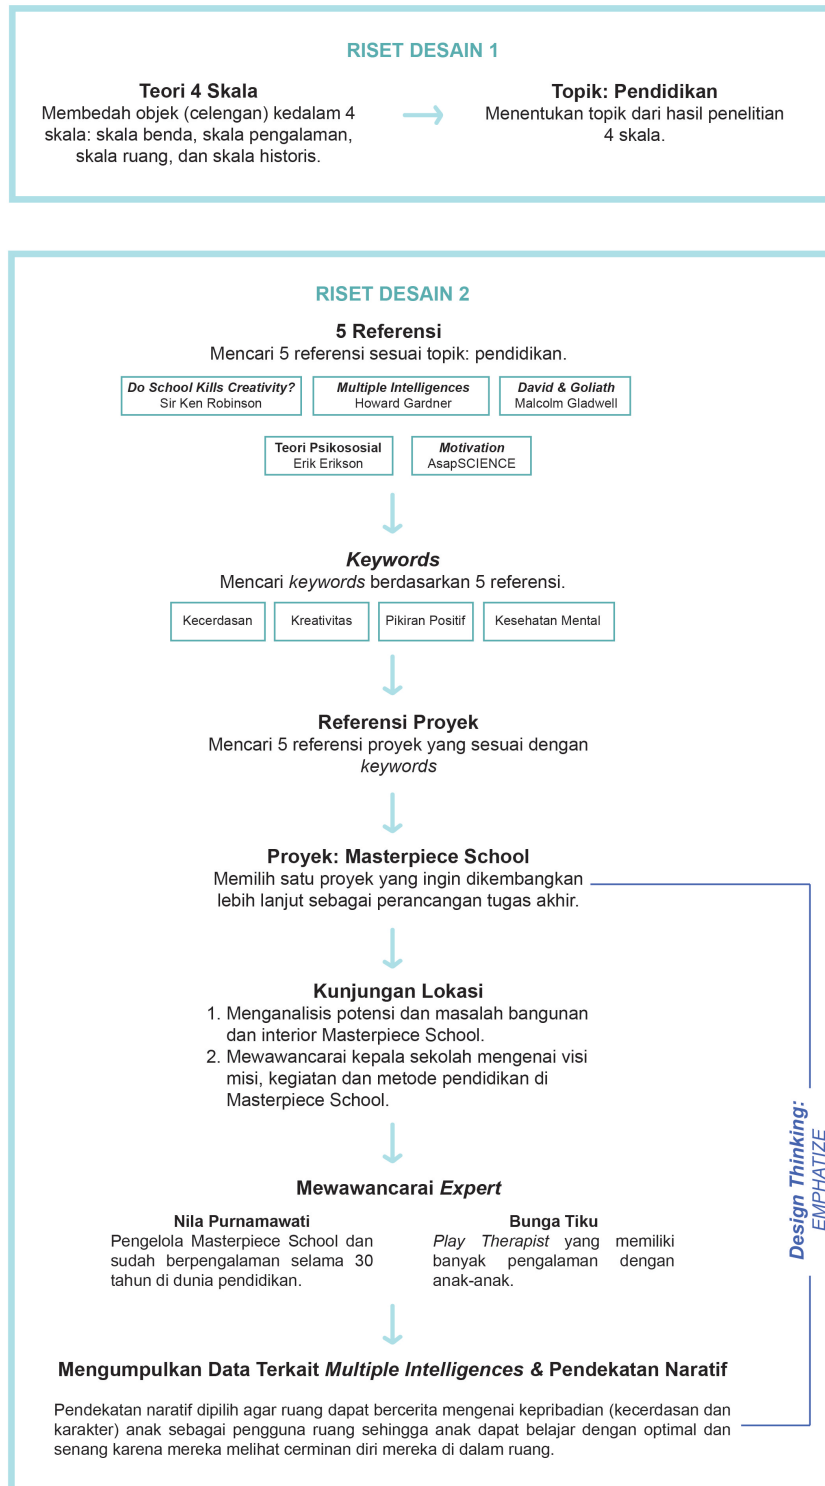 RISET DESAIN 1
Teori 4 Skala
Membedah objek (celengan) kedalam 4
skala: skala benda, skala pengalaman,
skala ruang, dan skala historis.
Topik: Pendidikan
Menentukan topik dari hasil penelitian
4 skala.
RISET DESAIN 2
5 Referensi
Mencari 5 referensi sesuai topik: pendidikan.
Do School Kills Creativity?
Sir Ken Robinson
Multiple Intelligences
Howard Gardner
David & Goliath
Malcolm Gladwell
Teori Psikososial
Erik Erikson
Motivation
AsapSCIENCE
Keywords
Mencari keywords berdasarkan 5 referensi.
Kecerdasan
Kreativitas
Pikiran Positif
Kesehatan Mental
Referensi Proyek
Mencari 5 referensi proyek yang sesuai dengan
keywords
Proyek: Masterpiece School
Memilih satu proyek yang ingin dikembangkan
lebih lanjut sebagai perancangan tugas akhir.
Kunjungan Lokasi
1. Menganalisis potensi dan masalah bangunan
dan interior Masterpiece School.
2. Mewawancarai kepala sekolah mengenai visi
misi, kegiatan dan metode pendidikan di
Masterpiece School.
Mewawancarai Expert
Nila Purnamawati
Pengelola Masterpiece School dan
sudah berpengalaman selama 30
tahun di dunia pendidikan.
Bunga Tiku
Play Therapist yang memiliki
banyak pengalaman dengan
anak-anak.
Mengumpulkan Data Terkait Multiple Intelligences & Pendekatan Naratif
Pendekatan naratif dipilih agar ruang dapat bercerita mengenai kepribadian (kecerdasan dan
karakter) anak sebagai pengguna ruang sehingga anak dapat belajar dengan optimal dan
senang karena mereka melihat cerminan diri mereka di dalam ruang.
Design Thinking:
EMPHATIZE